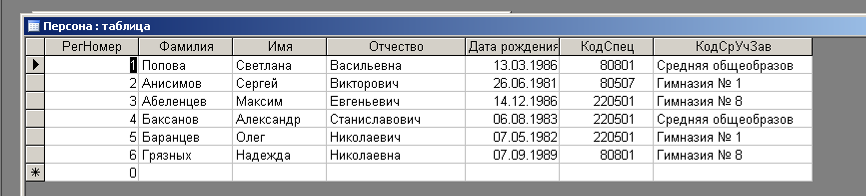 Персона : таблица
РегНомер Фамилия Имя Отчество Дата рождения КодСпец КодСрУчЗав
1 Попова Светлана Васильевна 13.03.1986 80801 Средняя общеобразов
2 Анисимов Сергей Викторович 26.06.1981 80507 Гимназия № 1
3 Абеленцев Максим Евгеньевич 14.12.1986 220501 Гимназия № 8
4 Баксанов Александр Станиславович 06.08.1983 220501 Средняя общеобразов
5 Баранцев Олег Николаевич 07.05.1982 220501 Гимназия № 1
6 Грязных Надежда Николаевна 07.09.1989 80801 Гимназия № 8
0